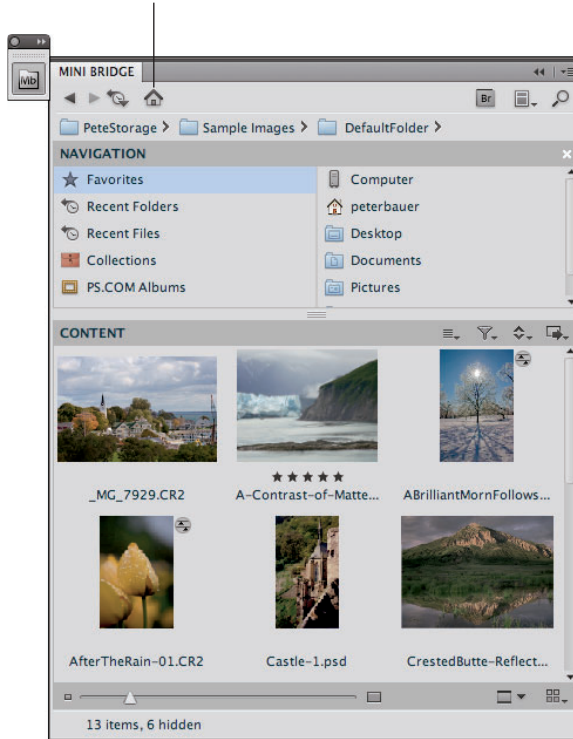 Mb
MINI BRIDGE
Br
PeteStorage > Sample Images > DefaultFolder >
NAVIGATION
Favorites
Computer
Recent Folders
peterbauer
Recent Files
Desktop
Collections
Documents
PS.COM Albums
Pictures
CONTENT
_MG_7929.CR2
A-Contrast-of-Matte...
ABrilliantMornFollows...
AfterTheRain-01.CR2
Castle-1.psd
CrestedButte-Reflect...
13 items, 6 hidden